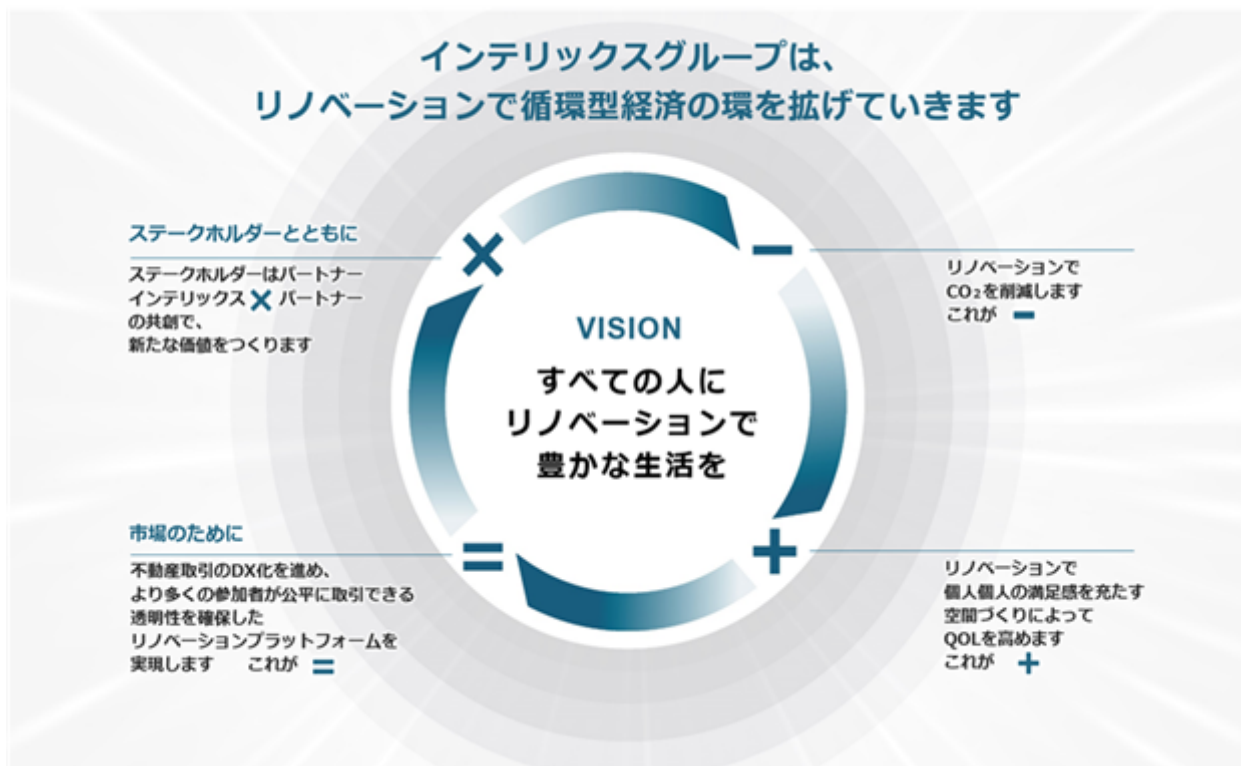 インテリックスグループは、
リノベーションで循環型経済の環を拡げていきます
ステークホルダーとともに
ステークホルダーはパートナー
インテリックス × パートナー
の共創で、
新たな価値をつくります
×
−
リノベーションで
CO₂を削減します
これが −
VISION
すべての人に
リノベーションで
豊かな生活を
市場のために
不動産取引のDX化を進め、
より多くの参加者が公平に取引できる
透明性を確保した
リノベーションプラットフォームを
実現します これが =
=
+
リノベーションで
個人個人の満足感を充たす
空間づくりによって
QOLを高めます
これが +